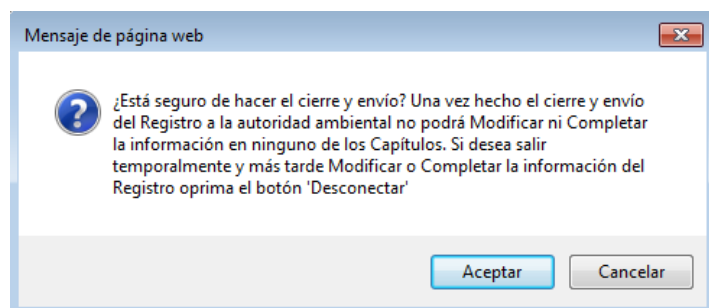 Mensaje de página web
¿Está seguro de hacer el cierre y envío? Una vez hecho el cierre y envío
del Registro a la autoridad ambiental no podrá Modificar ni Completar
la información en ninguno de los Capítulos. Si desea salir
temporalmente y más tarde Modificar o Completar la información del
Registro oprima el botón 'Desconectar'
Aceptar
Cancelar